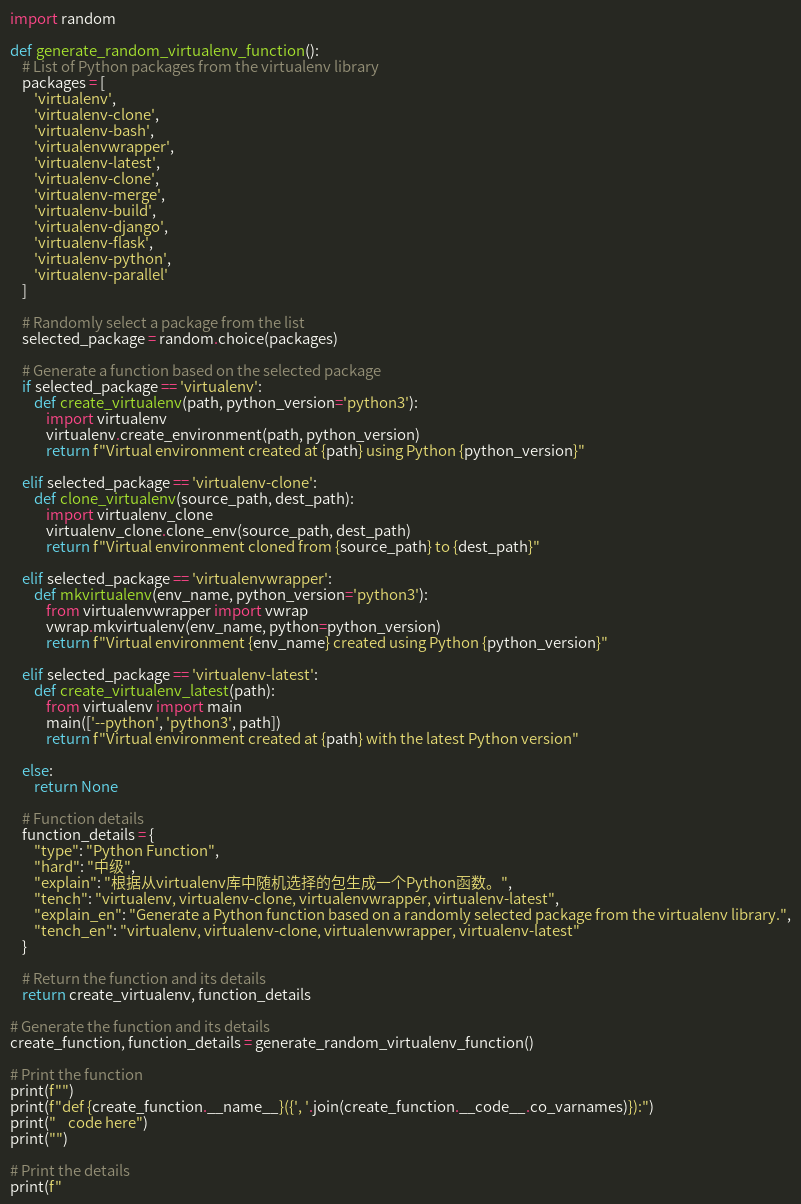 import random

def generate_random_virtualenv_function():
    # List of Python packages from the virtualenv library
    packages = [
        'virtualenv',
        'virtualenv-clone',
        'virtualenv-bash',
        'virtualenvwrapper',
        'virtualenv-latest',
        'virtualenv-clone',
        'virtualenv-merge',
        'virtualenv-build',
        'virtualenv-django',
        'virtualenv-flask',
        'virtualenv-python',
        'virtualenv-parallel'
    ]

    # Randomly select a package from the list
    selected_package = random.choice(packages)

    # Generate a function based on the selected package
    if selected_package == 'virtualenv':
        def create_virtualenv(path, python_version='python3'):
            import virtualenv
            virtualenv.create_environment(path, python_version)
            return f"Virtual environment created at {path} using Python {python_version}"

    elif selected_package == 'virtualenv-clone':
        def clone_virtualenv(source_path, dest_path):
            import virtualenv_clone
            virtualenv_clone.clone_env(source_path, dest_path)
            return f"Virtual environment cloned from {source_path} to {dest_path}"

    elif selected_package == 'virtualenvwrapper':
        def mkvirtualenv(env_name, python_version='python3'):
            from virtualenvwrapper import vwrap
            vwrap.mkvirtualenv(env_name, python=python_version)
            return f"Virtual environment {env_name} created using Python {python_version}"

    elif selected_package == 'virtualenv-latest':
        def create_virtualenv_latest(path):
            from virtualenv import main
            main(['--python', 'python3', path])
            return f"Virtual environment created at {path} with the latest Python version"

    else:
        return None

    # Function details
    function_details = {
        "type": "Python Function",
        "hard": "中级",
        "explain": "根据从virtualenv库中随机选择的包生成一个Python函数。",
        "tench": "virtualenv, virtualenv-clone, virtualenvwrapper, virtualenv-latest",
        "explain_en": "Generate a Python function based on a randomly selected package from the virtualenv library.",
        "tench_en": "virtualenv, virtualenv-clone, virtualenvwrapper, virtualenv-latest"
    }

    # Return the function and its details
    return create_virtualenv, function_details

# Generate the function and its details
create_function, function_details = generate_random_virtualenv_function()

# Print the function
print(f"")
print(f"def {create_function.__name__}({', '.join(create_function.__code__.co_varnames)}):")
print("    code here")
print("")

# Print the details
print(f"